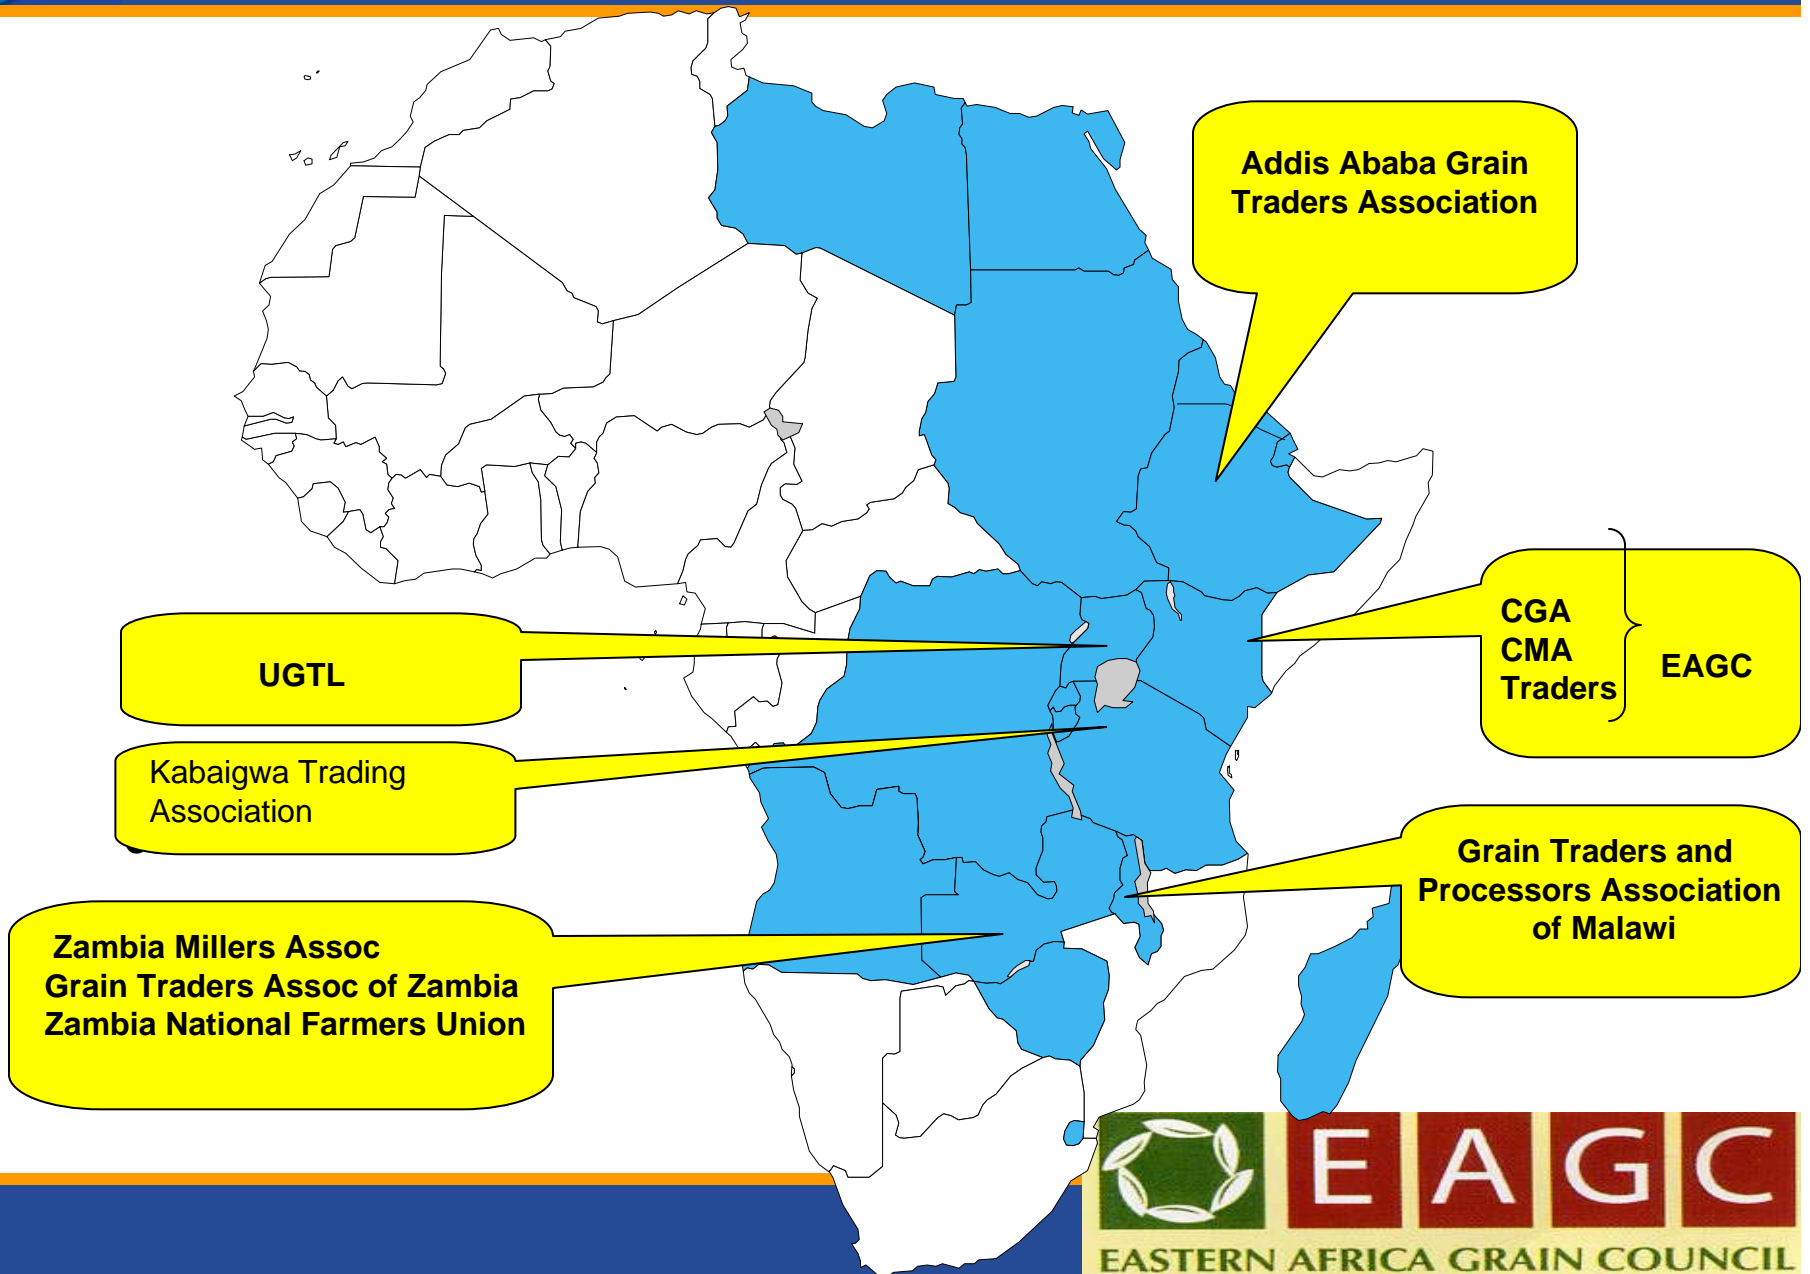 Addis Ababa Grain
Traders Association
CGA
CMA
Traders
EAGC
UGTL
Kabaigwa Trading
Association
Grain Traders and
Processors Association
of Malawi
Zambia Millers Assoc
Grain Traders Assoc of Zambia
Zambia National Farmers Union
EAGC
EASTERN AFRICA GRAIN COUNCIL